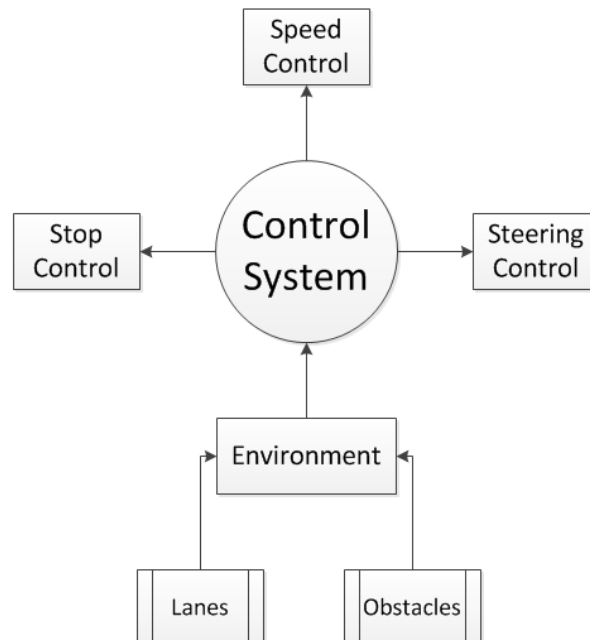 Speed
Control
Stop
Control
Control
System
Steering
Control
Environment
Lanes
Obstacles